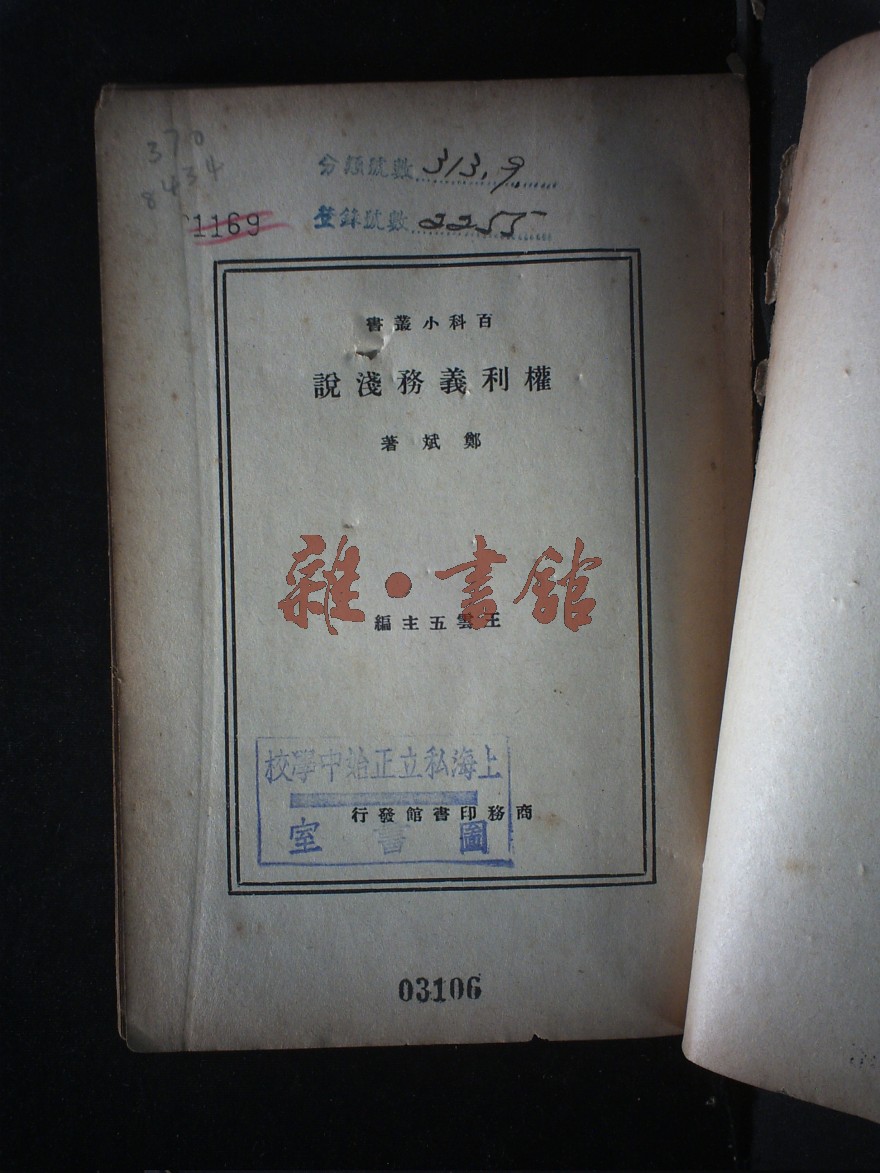 370
8434
分類號數 313.9
1169
登錄號數 2255
百科小叢書
權利義務淺說
鄭斌著
雜·書館
王雲五主編
上海私立正始中學校
商務印書館發行
圖書室
03106